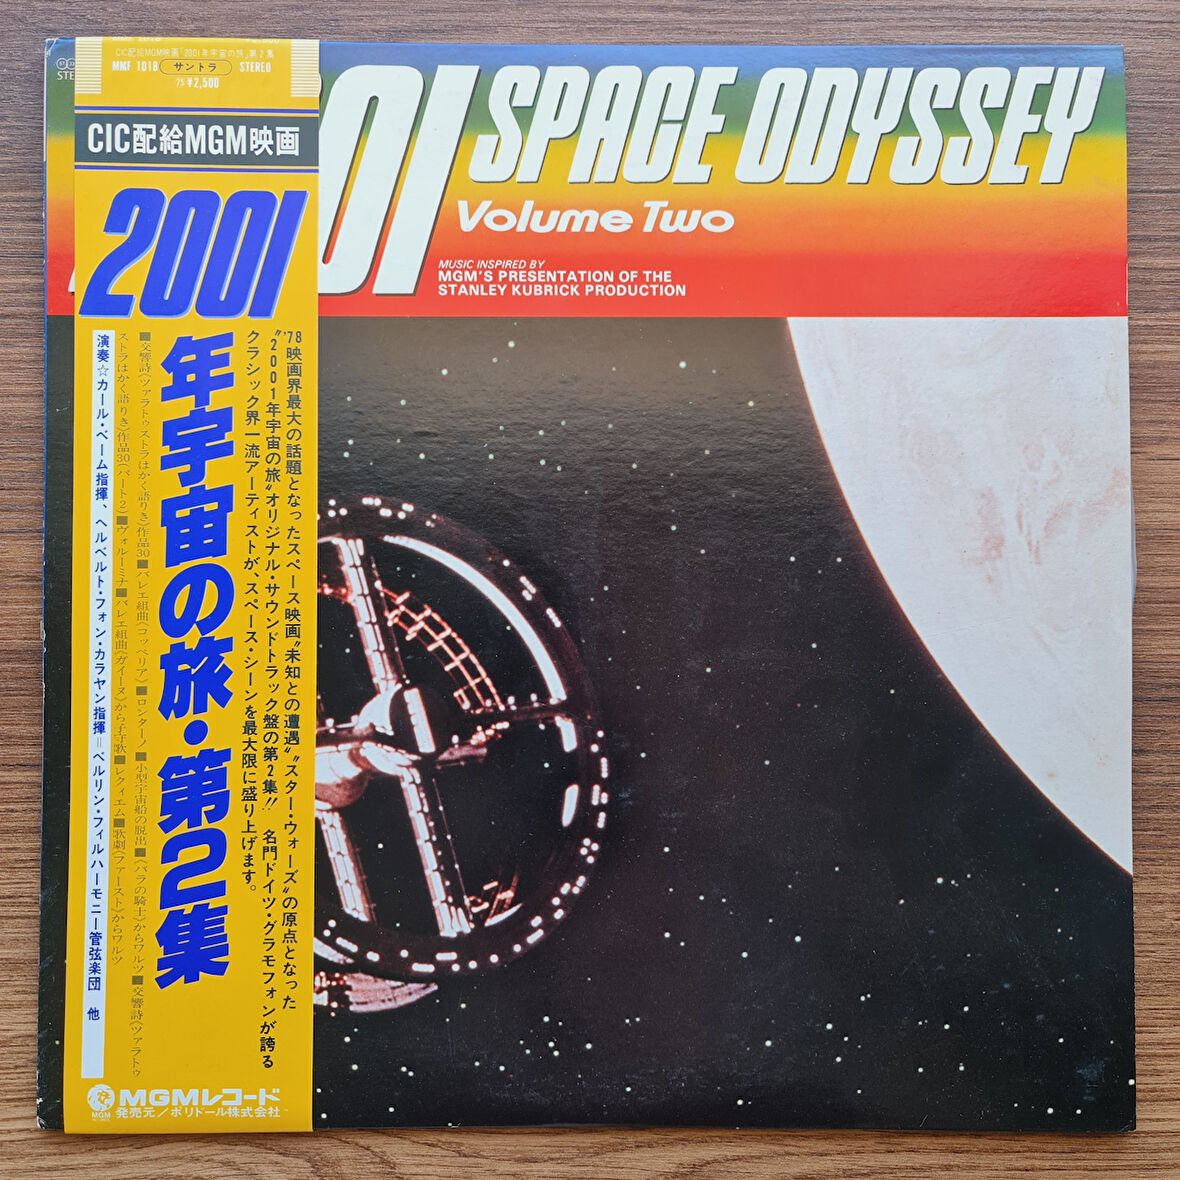 CIC配給MGM映画「2001年宇宙の旅」第2集
MMF 1018 サントラ STEREO
¥2,500
CIC配給MGM映画
2001
年宇宙の旅・第2集
'78映画界最大の話題となったスペース映画"未知との遭遇""スター・ウォーズ"の原点となった
"2001年宇宙の旅"オリジナル・サウンドトラック盤の第2集!! 名門ドイツ・グラモフォンが誇る
クラシック界一流アーティストが、スペース・シーンを最大限に盛り上げます。
■交響詩《ツァラトゥストラはかく語りき》作品30■バレエ組曲《コッペリア》■ロンターノ■小型宇宙船の脱出■《バラの騎士》からワルツ■交響詩《ツァラトゥ
ストラはかく語りき》作品30(パート2)■ヴォルーミナ■バレエ組曲《ガイーヌ》から子守歌■レクィエム■歌劇《ファースト》からワルツ
演奏☆カール・ベーム指揮、ヘルベルト・フォン・カラヤン指揮=ベルリン・フィルハーモニー管弦楽団 他
MGM
MGMレコード
発売元/ポリドール株式会社
01
SPACE ODYSSEY
Volume Two
MUSIC INSPIRED BY
MGM'S PRESENTATION OF THE
STANLEY KUBRICK PRODUCTION